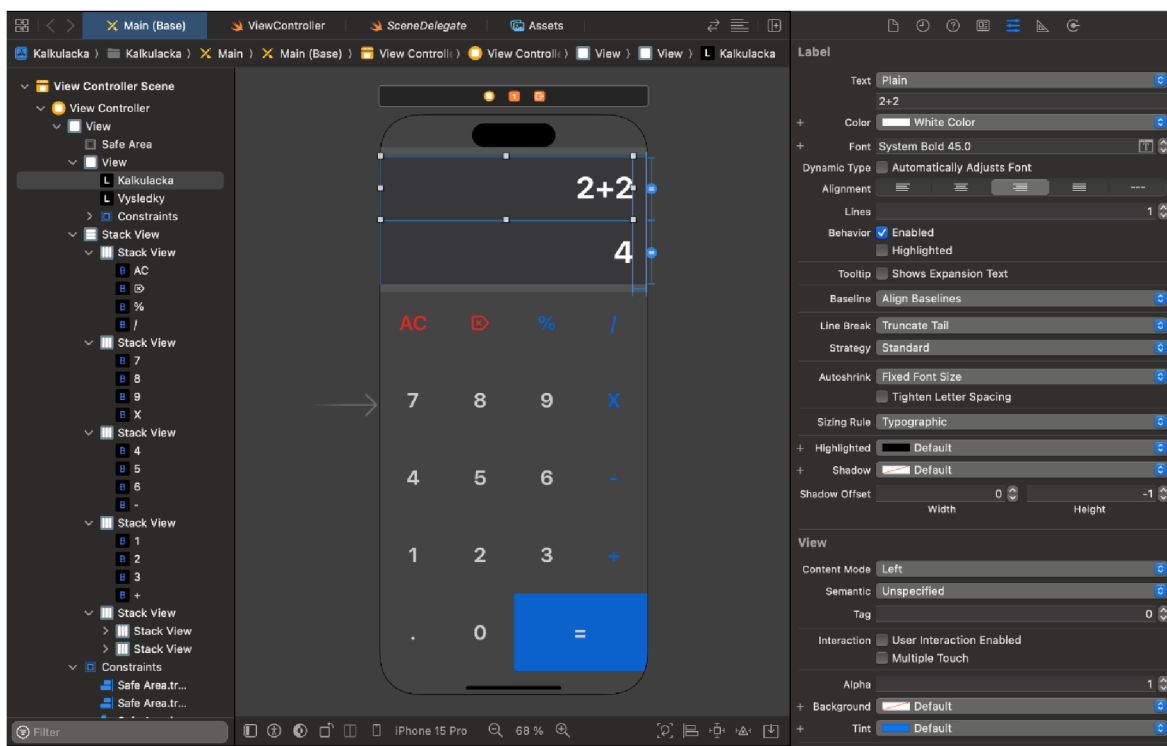 Main (Base)
ViewController
SceneDelegate
Assets
Kalkulacka
Kalkulacka
Main
Main (Base)
View Controll
View Controlle
View
View
L Kalkulacka
View Controller Scene
View Controller
View
Safe Area
View
L Kalkulacka
L Vysledky
Constraints
Stack View
Stack View
B AC
B
B %
B /
Stack View
B 7
B 8
B 9
B X
Stack View
B 4
B 5
B 6
B -
Stack View
B 1
B 2
B 3
B +
Stack View
Stack View
Stack View
Constraints
Safe Area.tr...
Safe Area.tr...
Filter
2+2
4
AC % /
7 8 9 X
4 5 6 -
1 2 3 +
. 0 =
iPhone 15 Pro
68 %
Label
Text Plain
2+2
+ Color White Color
+ Font System Bold 45.0
Dynamic Type Automatically Adjusts Font
Alignment ---
Lines 1
Behavior Enabled
Highlighted
Tooltip Shows Expansion Text
Baseline Align Baselines
Line Break Truncate Tail
Strategy Standard
Autoshrink Fixed Font Size
Tighten Letter Spacing
Sizing Rule Typographic
+ Highlighted Default
+ Shadow Default
Shadow Offset 0 -1
Width Height
View
Content Mode Left
Semantic Unspecified
Tag 0
Interaction User Interaction Enabled
Multiple Touch
Alpha 1
+ Background Default
+ Tint Default